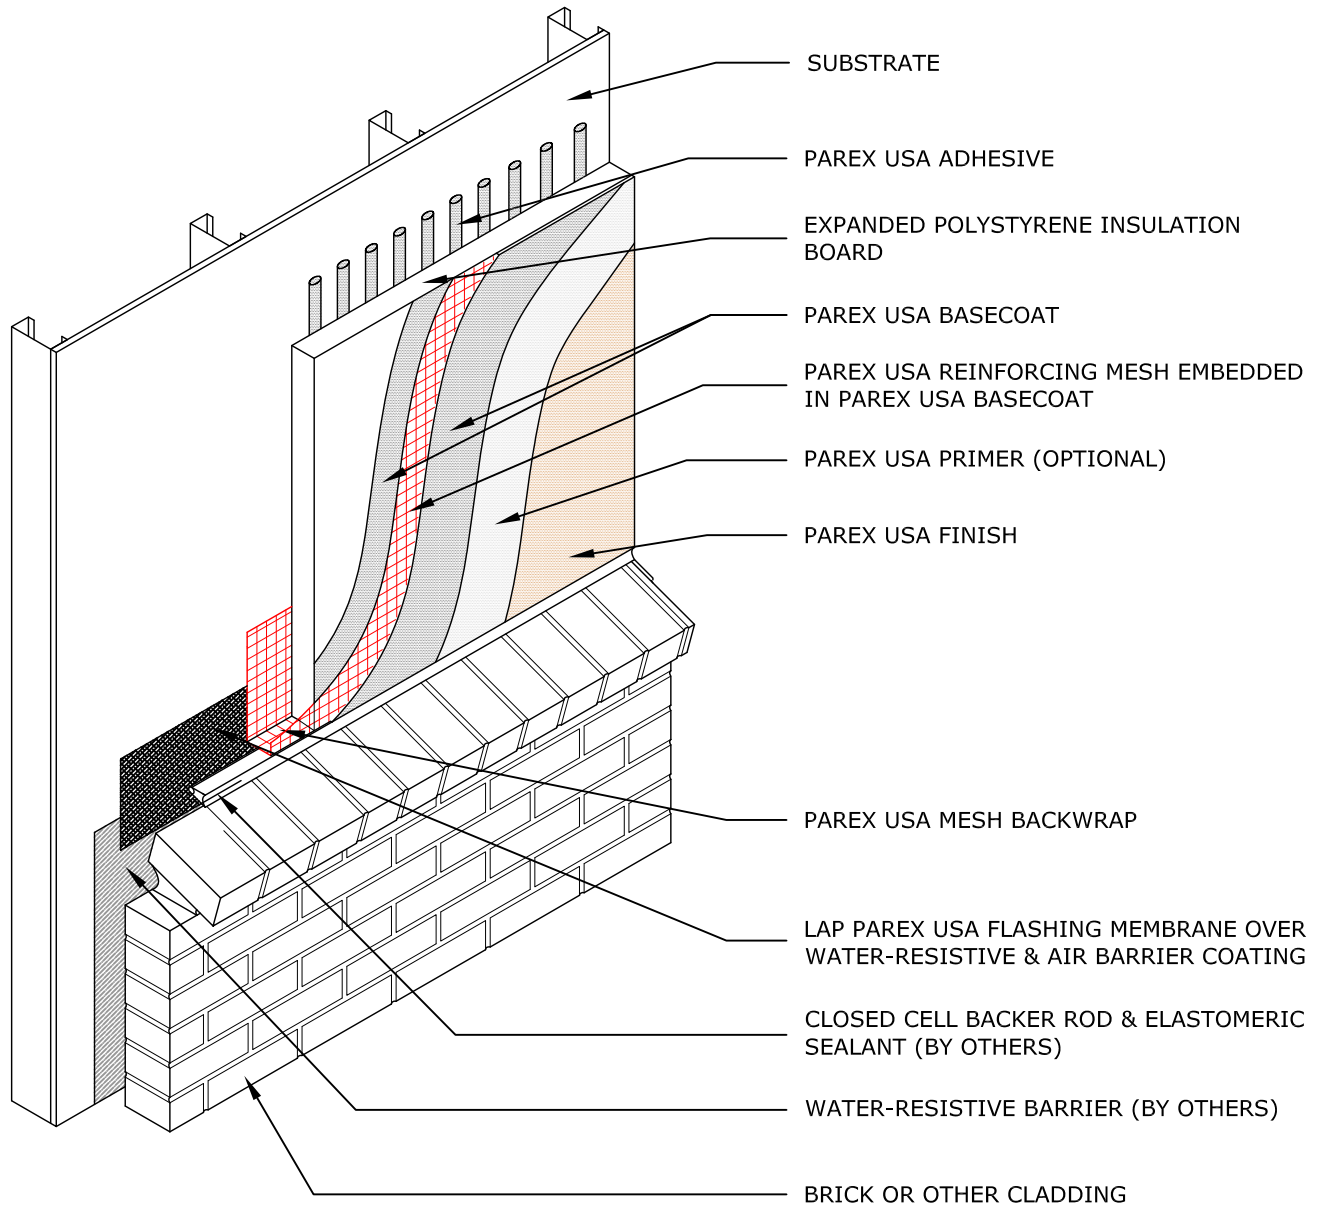 SUBSTRATE
PAREX USA ADHESIVE
EXPANDED POLYSTYRENE INSULATION
BOARD
PAREX USA BASECOAT
PAREX USA REINFORCING MESH EMBEDDED
IN PAREX USA BASECOAT
PAREX USA PRIMER (OPTIONAL)
PAREX USA FINISH
PAREX USA MESH BACKWRAP
LAP PAREX USA FLASHING MEMBRANE OVER
WATER-RESISTIVE & AIR BARRIER COATING
CLOSED CELL BACKER ROD & ELASTOMERIC
SEALANT (BY OTHERS)
WATER-RESISTIVE BARRIER (BY OTHERS)
BRICK OR OTHER CLADDING